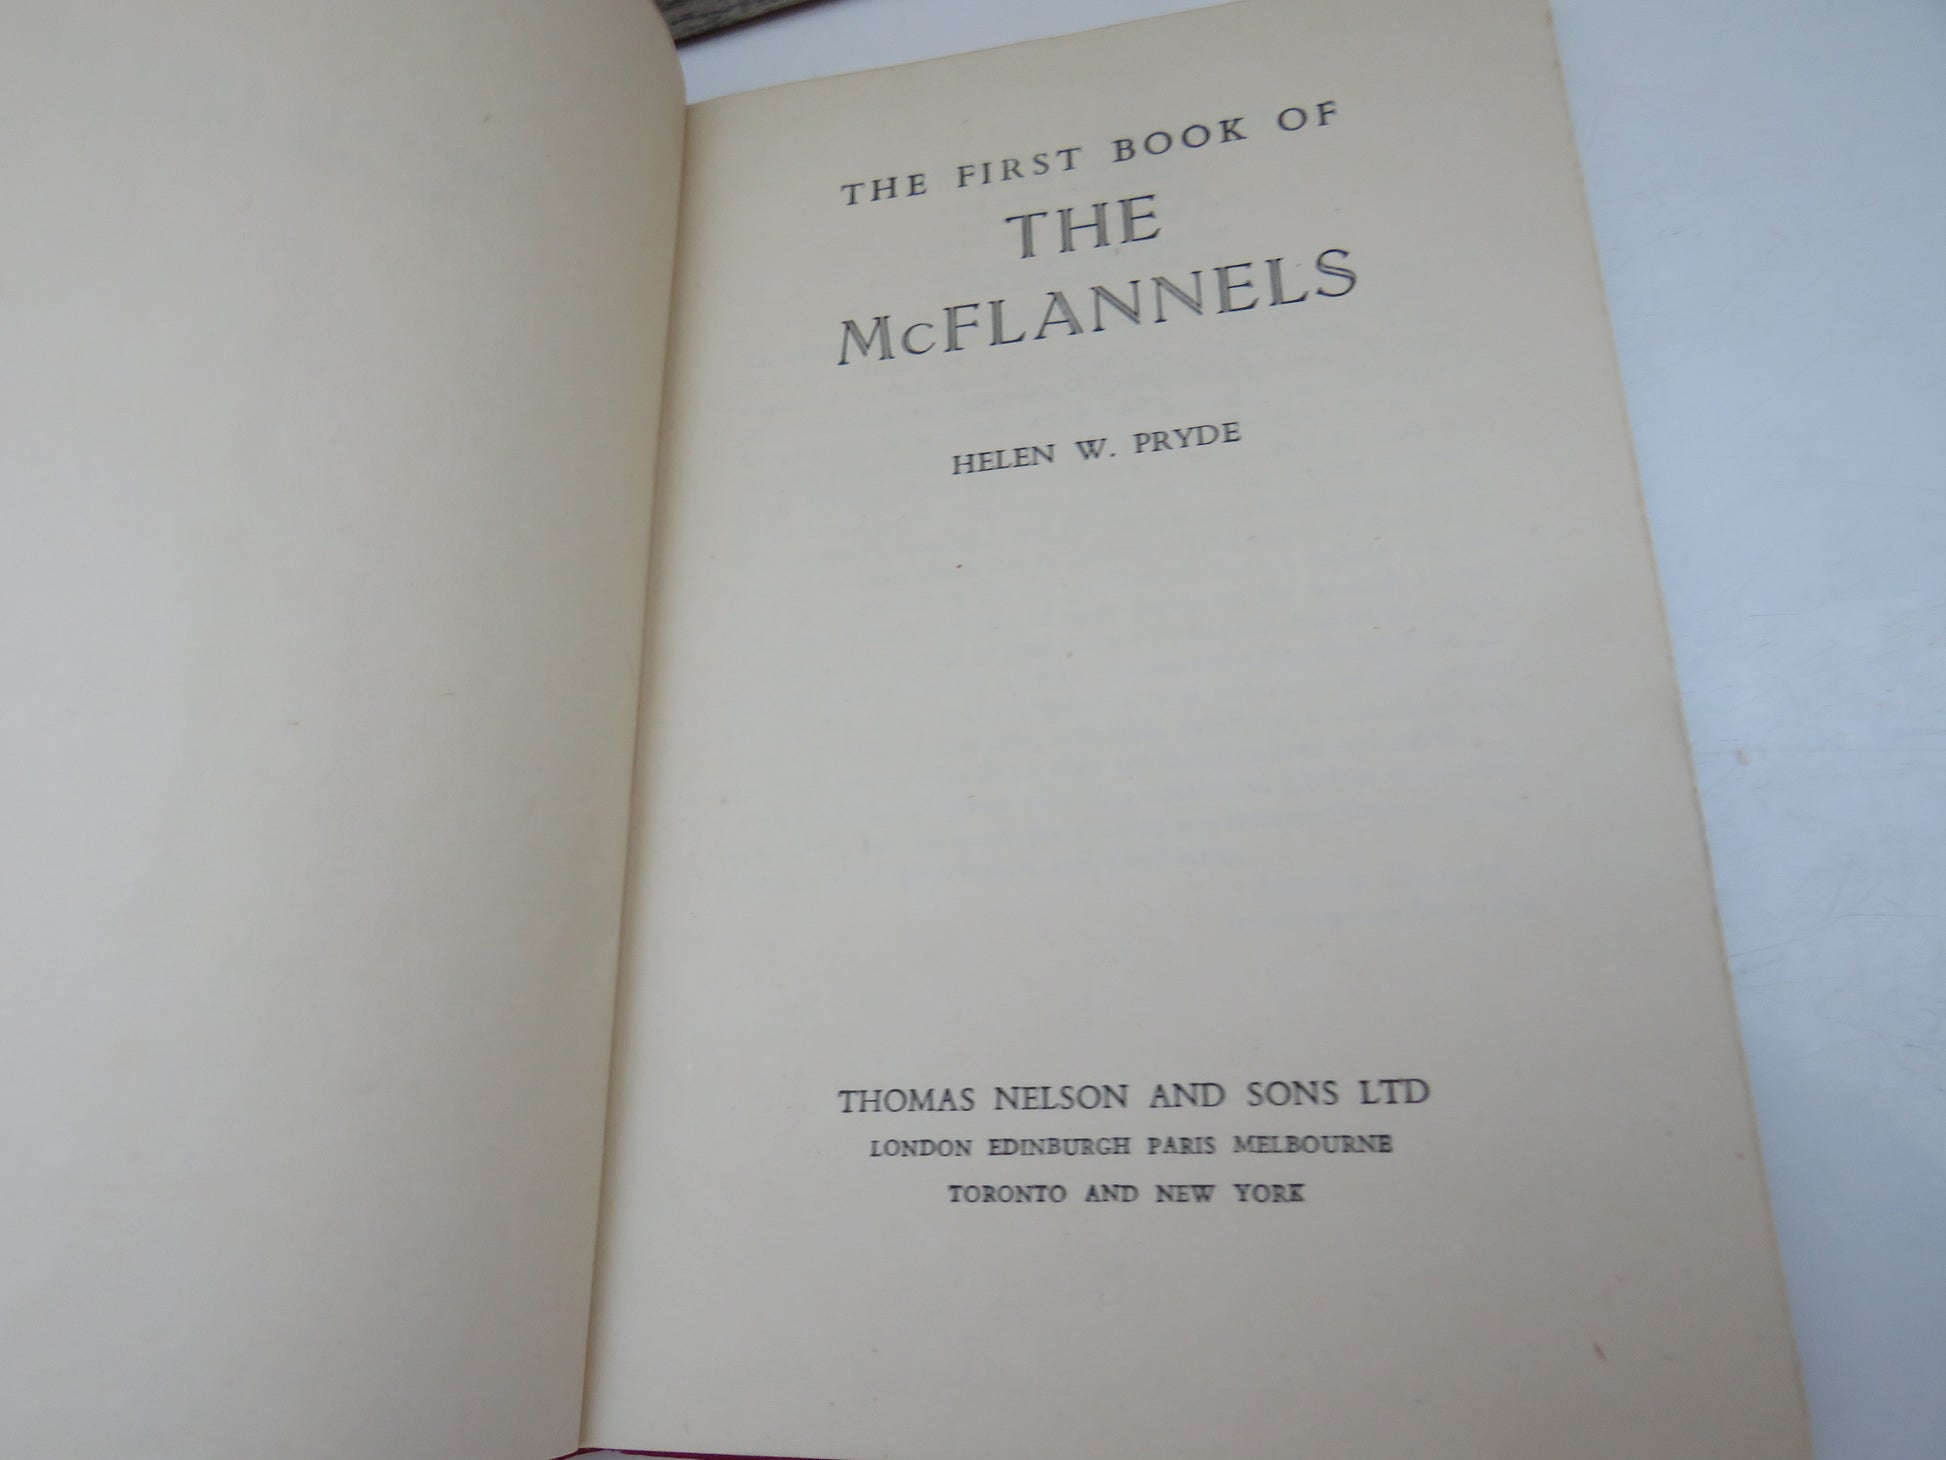 THE FIRST BOOK OF
THE
McFLANNELS
HELEN W. PRYDE
THOMAS NELSON AND SONS LTD
LONDON EDINBURGH PARIS MELBOURNE
TORONTO AND NEW YORK